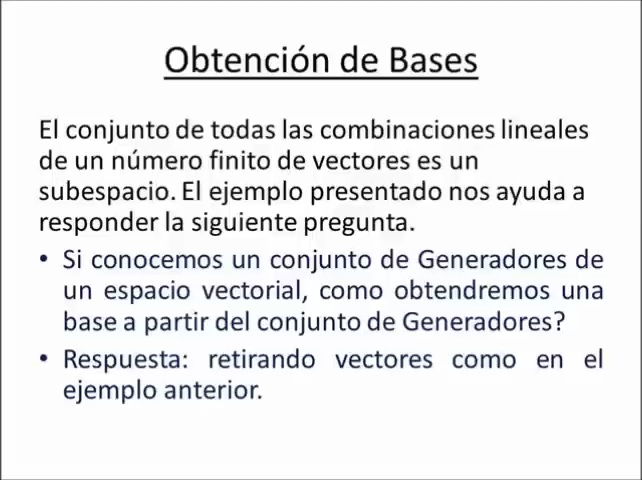 Obtención de Bases
El conjunto de todas las combinaciones lineales
de un número finito de vectores es un
subespacio. El ejemplo presentado nos ayuda a
responder la siguiente pregunta.
• Si conocemos un conjunto de Generadores de
un espacio vectorial, como obtendremos una
base a partir del conjunto de Generadores?
• Respuesta: retirando vectores como en el
ejemplo anterior.